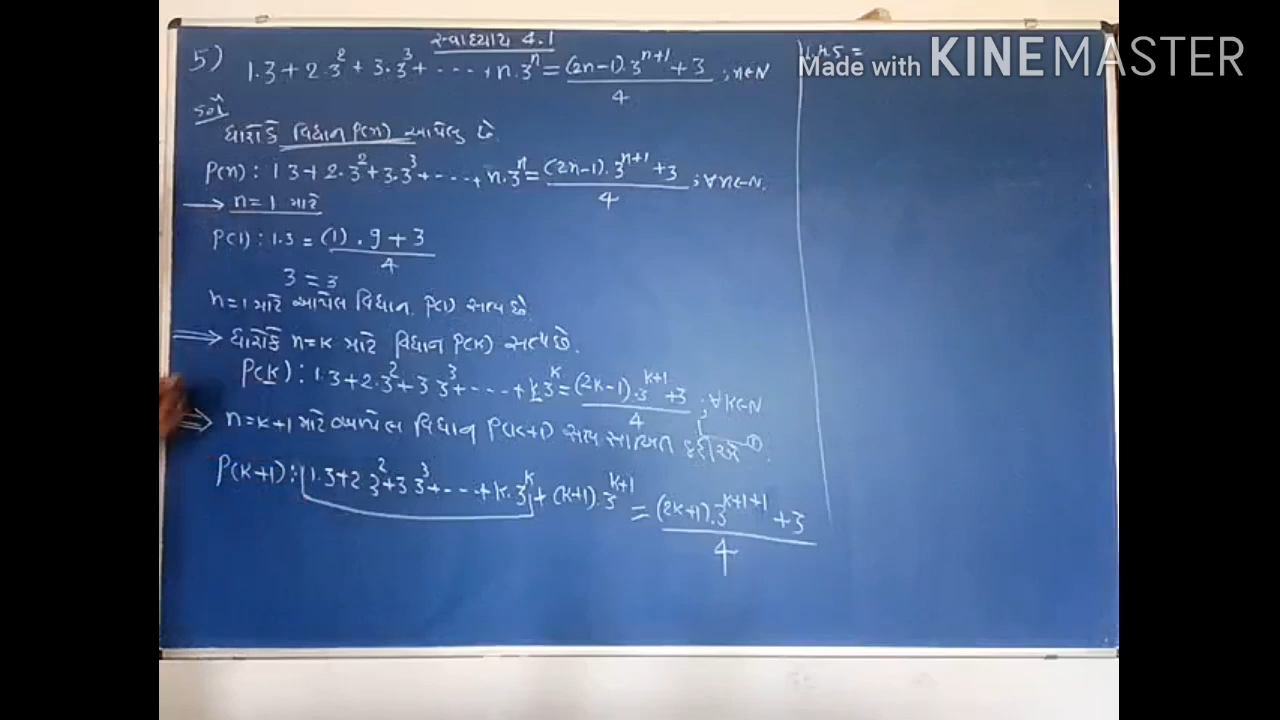 સ્વાધ્યાય 4.1
5) 1.3 + 2.3² + 3.3³ + ---- + n.3ⁿ = (2n-1).3ⁿ⁺¹ + 3 / 4 ; n∈N
ધારોકે વિધાન P(n) આપેલુ છે
P(n) : 1 3 + 2.3² + 3.3³ + ---- + n.3ⁿ = (2n-1).3ⁿ⁺¹ + 3 / 4 ; ∀n∈N.
→ n=1 માટે
P(1) : 1.3 = (1).9 + 3 / 4
3 = 3
n=1 માટે આપેલ વિધાન P(1) સત્ય છે.
⇒ ધારોકે n=k માટે વિધાન P(k) સત્ય છે.
P(k) : 1.3 + 2.3² + 3 3³ + ---- + k 3ᵏ = (2k-1).3ᵏ⁺¹ + 3 / 4 ; ∀k∈N
①
⇒ n=k+1 માટે આપેલ વિધાન P(k+1) સત્ય સાબિત કરીએ.
P(k+1) : 1.3 + 2 3² + 3 3³ + --- + k.3ᵏ + (k+1).3ᵏ⁺¹
= (2k+1).3ᵏ⁺¹⁺¹ + 3 / 4
Made with KINEMASTER